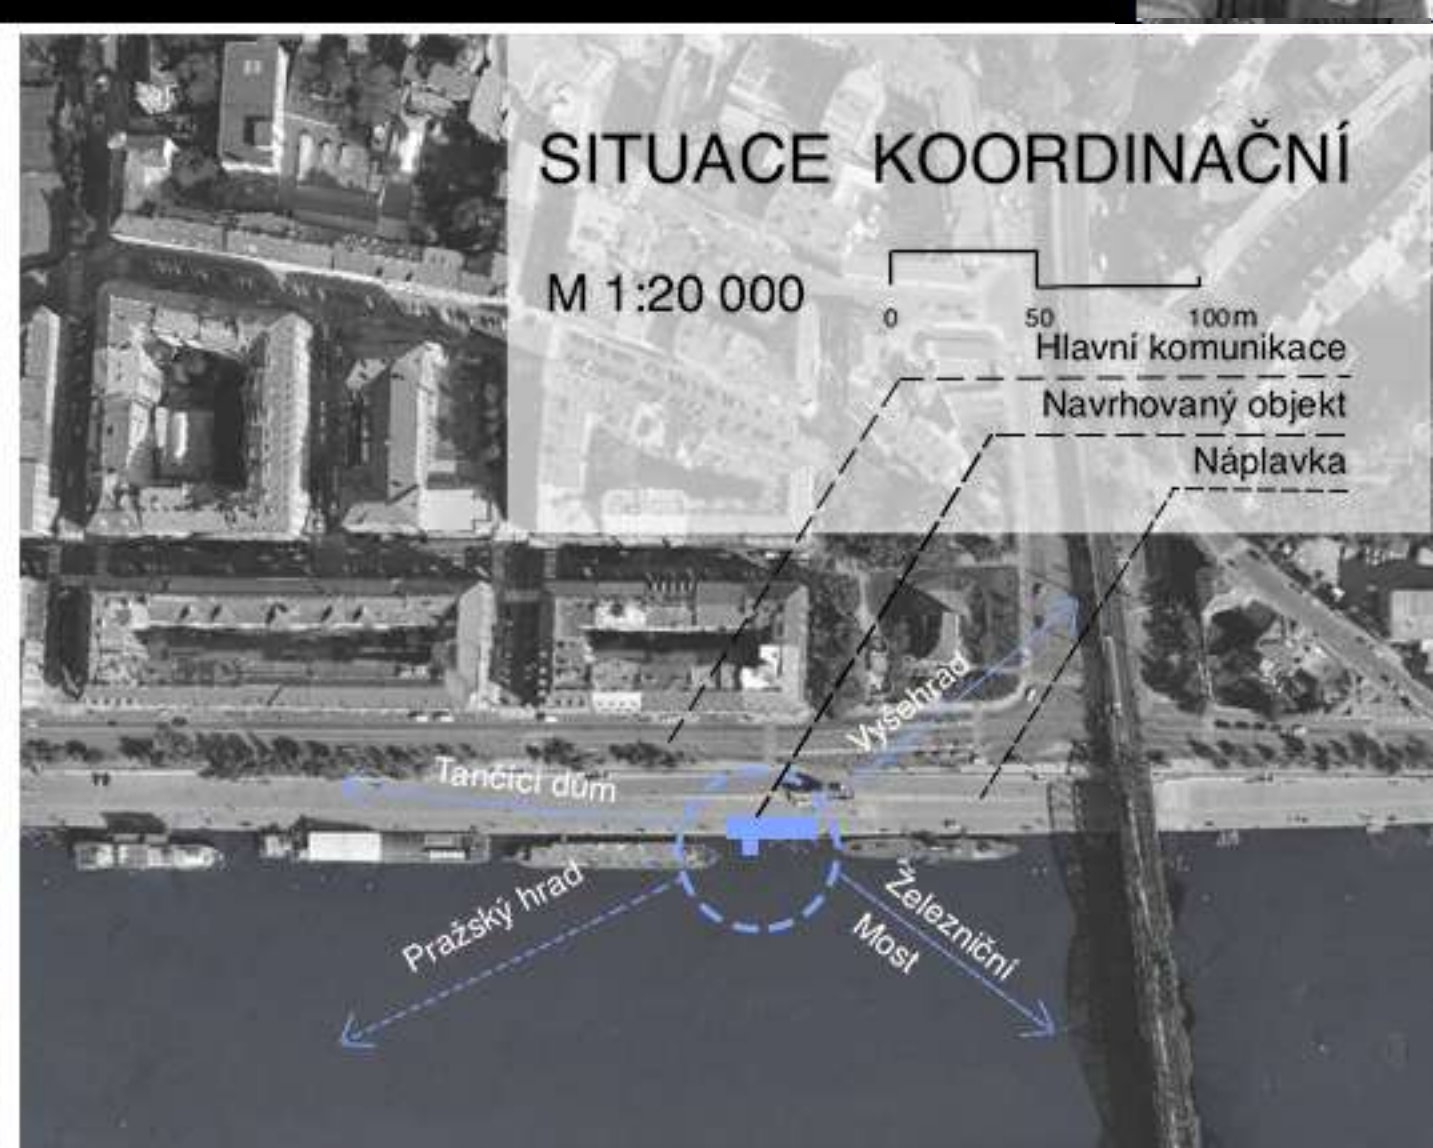 SITUACE KOORDINAČNÍ
M 1:20 000
0 50 100m
Hlavní komunikace
Navrhovaný objekt
Náplavka
Vyšehrad
Tančící dům
Pražský hrad
Železniční
Most